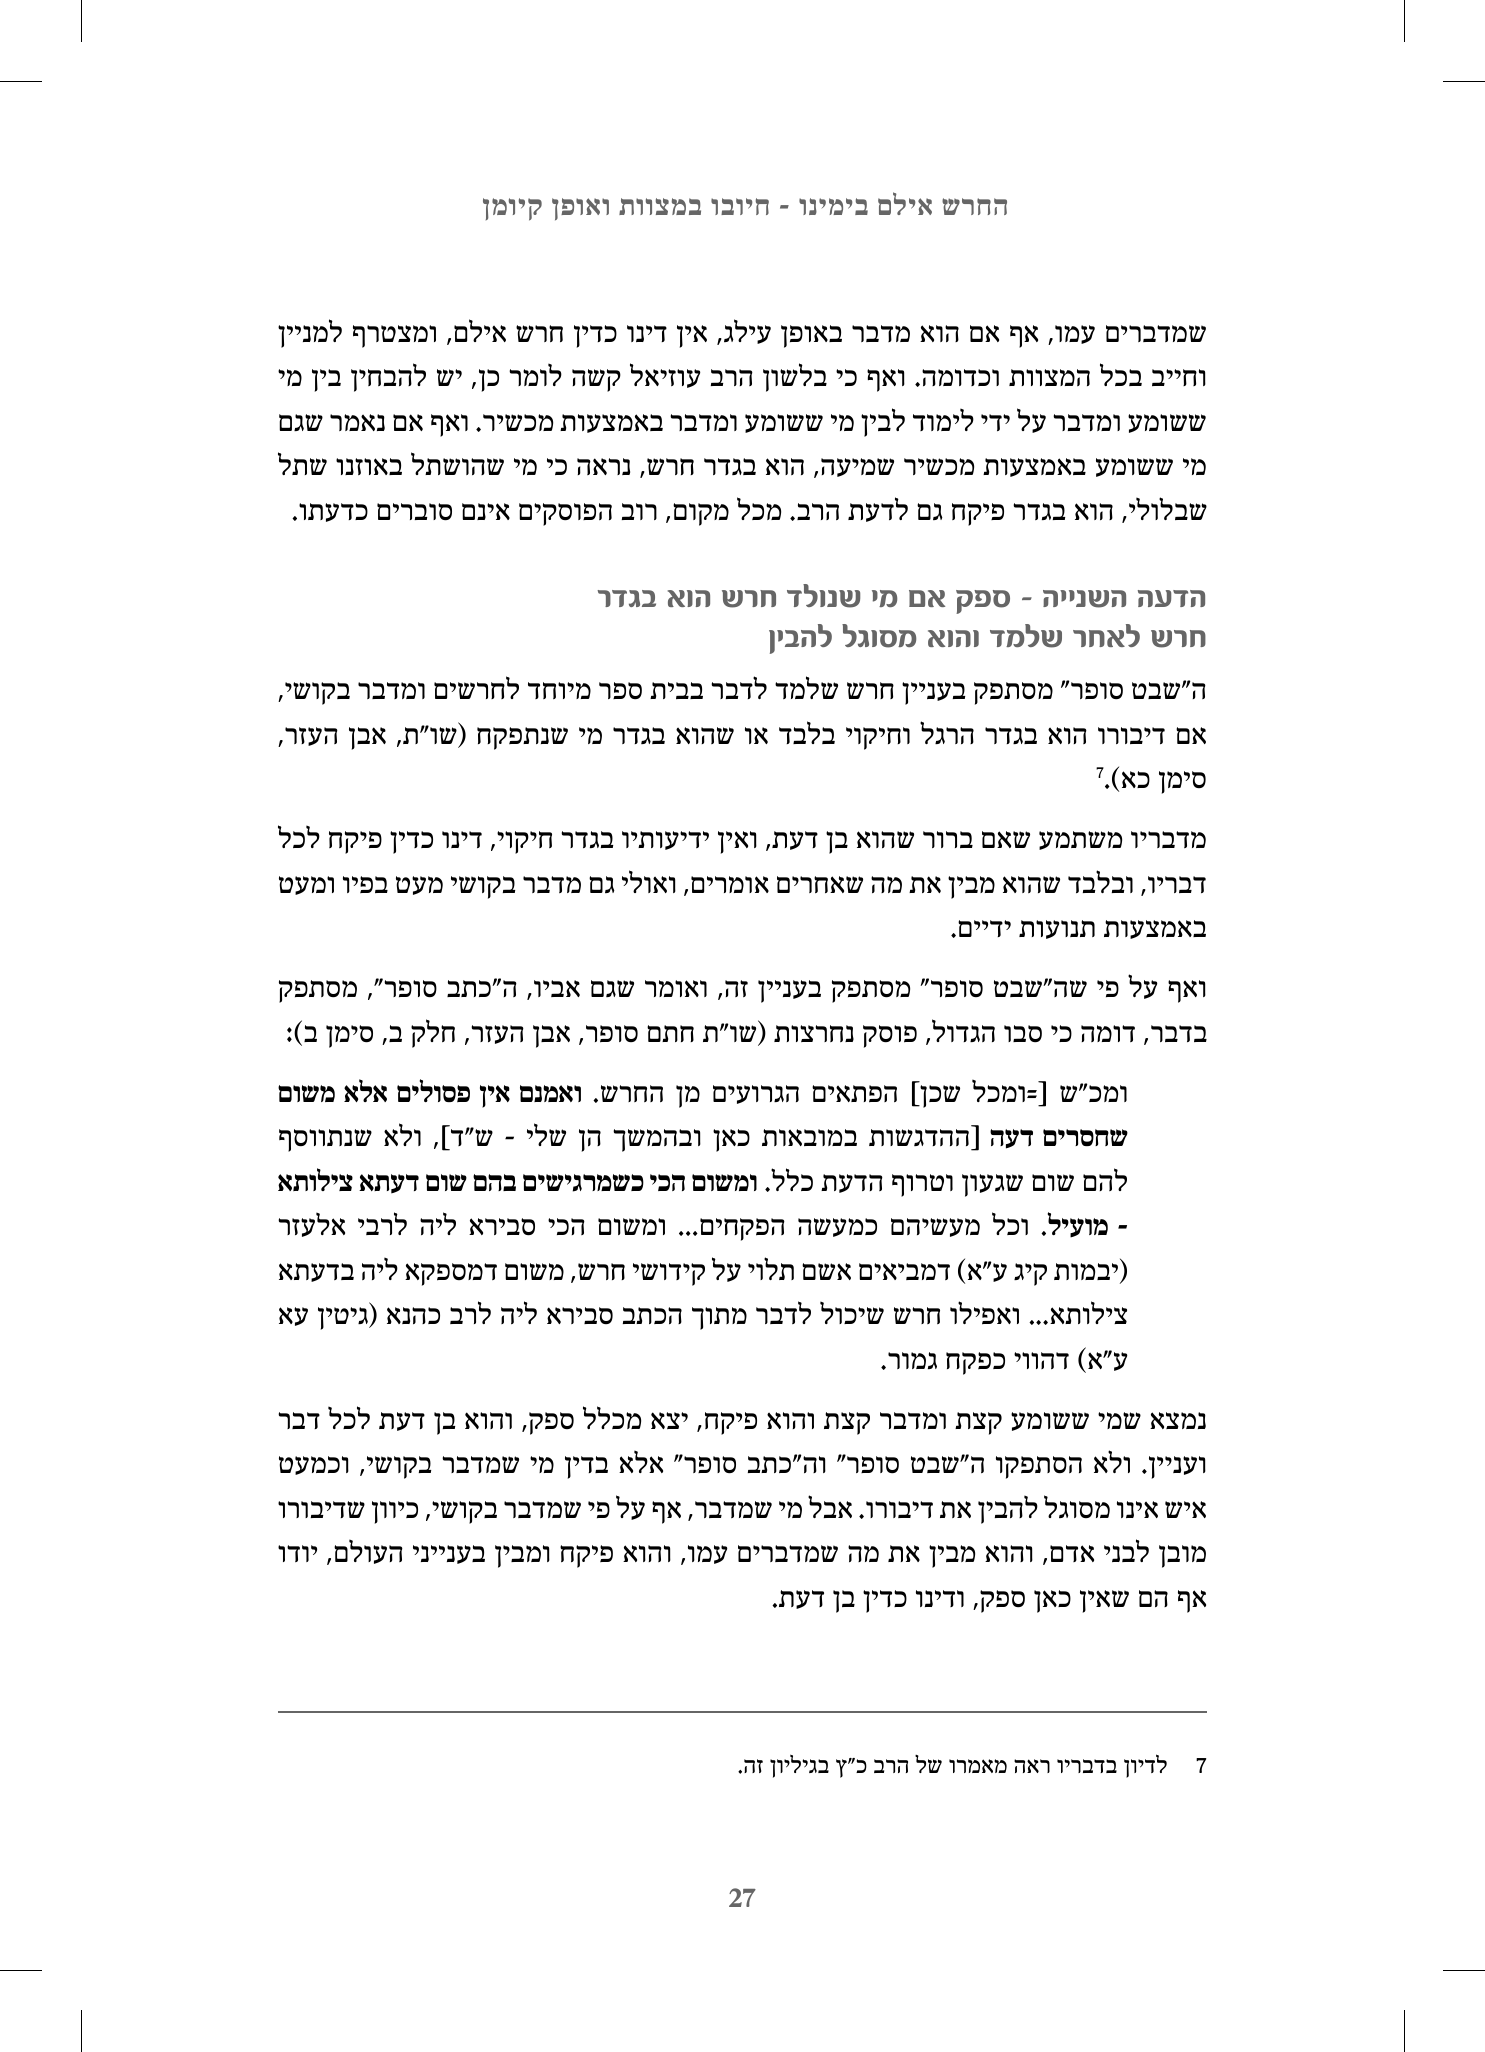 החרש אילם בימינו - חיובו במצוות ואופן קיומן
שמדברים עמו, אף אם הוא מדבר באופן עילג, אין דינו כדין חרש אילם, ומצטרף למניין
וחייב בכל המצוות וכדומה. ואף כי בלשון הרב עוזיאל קשה לומר כן, יש להבחין בין מי
ששומע ומדבר על ידי לימוד לבין מי ששומע ומדבר באמצעות מכשיר. ואף אם נאמר שגם
מי ששומע באמצעות מכשיר שמיעה, הוא בגדר חרש, נראה כי מי שהושתל באוזנו שתל
שבלולי, הוא בגדר פיקח גם לדעת הרב. מכל מקום, רוב הפוסקים אינם סוברים כדעתו.
הדעה השנייה - ספק אם מי שנולד חרש הוא בגדר
חרש לאחר שלמד והוא מסוגל להבין
ה"שבט סופר" מסתפק בעניין חרש שלמד לדבר בבית ספר מיוחד לחרשים ומדבר בקושי,
אם דיבורו הוא בגדר הרגל וחיקוי בלבד או שהוא בגדר מי שנתפקח (שו"ת, אבן העזר,
סימן כא).7
מדבריו משתמע שאם ברור שהוא בן דעת, ואין ידיעותיו בגדר חיקוי, דינו כדין פיקח לכל
דבריו, ובלבד שהוא מבין את מה שאחרים אומרים, ואולי גם מדבר בקושי מעט בפיו ומעט
באמצעות תנועות ידיים.
ואף על פי שה"שבט סופר" מסתפק בעניין זה, ואומר שגם אביו, ה"כתב סופר", מסתפק
בדבר, דומה כי סבו הגדול, פוסק נחרצות (שו"ת חתם סופר, אבן העזר, חלק ב, סימן ב):
ומכ"ש [=ומכל שכן] הפתאים הגרועים מן החרש. ואמנם אין פסולים אלא משום
שחסרים דעה [ההדגשות במובאות כאן ובהמשך הן שלי - ש"ד], ולא שנתווסף
להם שום שגעון וטרוף הדעת כלל. ומשום הכי כשמרגישים בהם שום דעתא צילותא
- מועיל. וכל מעשיהם כמעשה הפקחים... ומשום הכי סבירא ליה לרבי אלעזר
(יבמות קיג ע"א) דמביאים אשם תלוי על קידושי חרש, משום דמספקא ליה בדעתא
צילותא... ואפילו חרש שיכול לדבר מתוך הכתב סבירא ליה לרב כהנא (גיטין עא
ע"א) דהווי כפקח גמור.
נמצא שמי ששומע קצת ומדבר קצת והוא פיקח, יצא מכלל ספק, והוא בן דעת לכל דבר
ועניין. ולא הסתפקו ה"שבט סופר" וה"כתב סופר" אלא בדין מי שמדבר בקושי, וכמעט
איש אינו מסוגל להבין את דיבורו. אבל מי שמדבר, אף על פי שמדבר בקושי, כיוון שדיבורו
מובן לבני אדם, והוא מבין את מה שמדברים עמו, והוא פיקח ומבין בענייני העולם, יודו
אף הם שאין כאן ספק, ודינו כדין בן דעת.
7 לדיון בדבריו ראה מאמרו של הרב כ"ץ בגיליון זה.
27